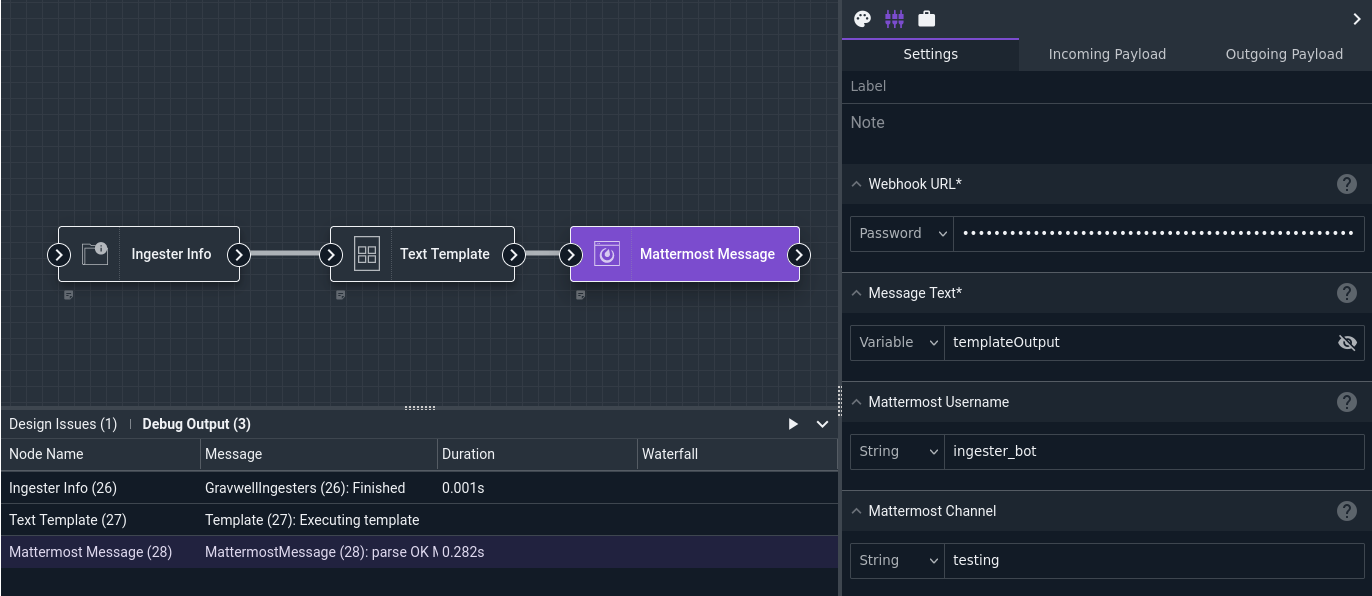 Ingester Info
Text Template
Mattermost Message
Design Issues (1) Debug Output (3)
Node Name Message Duration Waterfall
Ingester Info (26) GravwellIngesters (26): Finished 0.001s
Text Template (27) Template (27): Executing template
Mattermost Message (28) MattermostMessage (28): parse OK 0.282s
Settings Incoming Payload Outgoing Payload
Label
Note
Webhook URL*
Password ••••••••••••••••••••••••••••••••••••••••••••••••
Message Text*
Variable templateOutput
Mattermost Username
String ingester_bot
Mattermost Channel
String testing